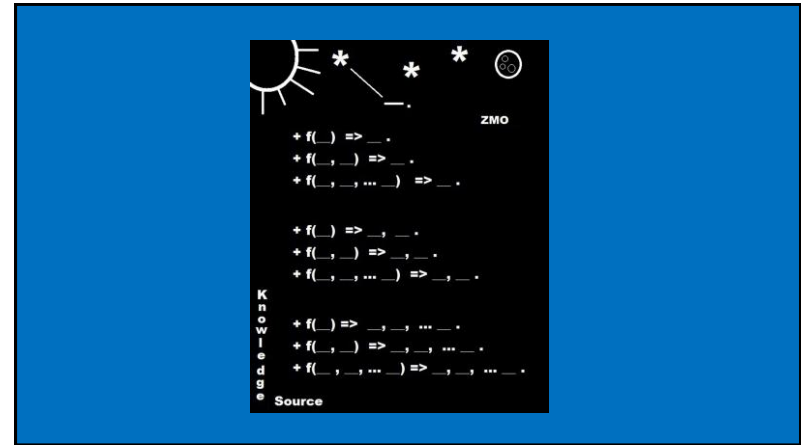 * * *
__ .
ZMO
+ f(__) => __ .
+ f(__, __) => __ .
+ f(__, __, ... __) => __ .
+ f(__) => __, __ .
+ f(__, __) => __, __ .
+ f(__, __, ... __) => __, __ .
+ f(__) => __, __, ... __ .
+ f(__, __) => __, __, ... __ .
+ f(__ , __, ... __) => __, __, ... __ .
Knowledge
Source